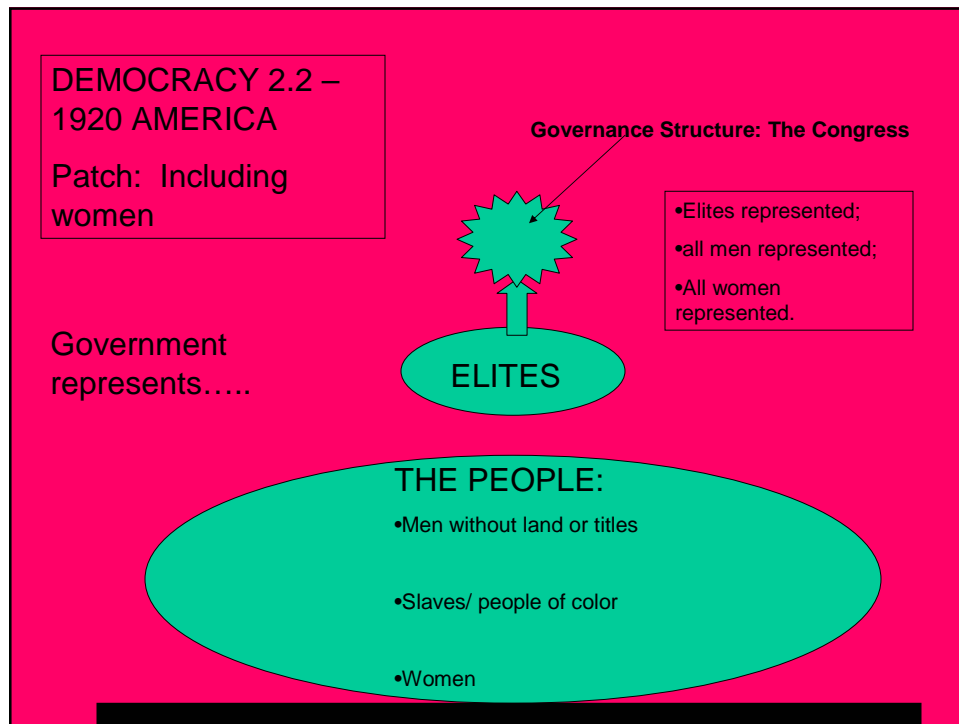 DEMOCRACY 2.2 –
1920 AMERICA
Patch:  Including
women
Governance Structure: The Congress
•Elites represented;
•all men represented;
•All women
represented.
Government
represents…..
ELITES
THE PEOPLE:
•Men without land or titles
•Slaves/ people of color
•Women